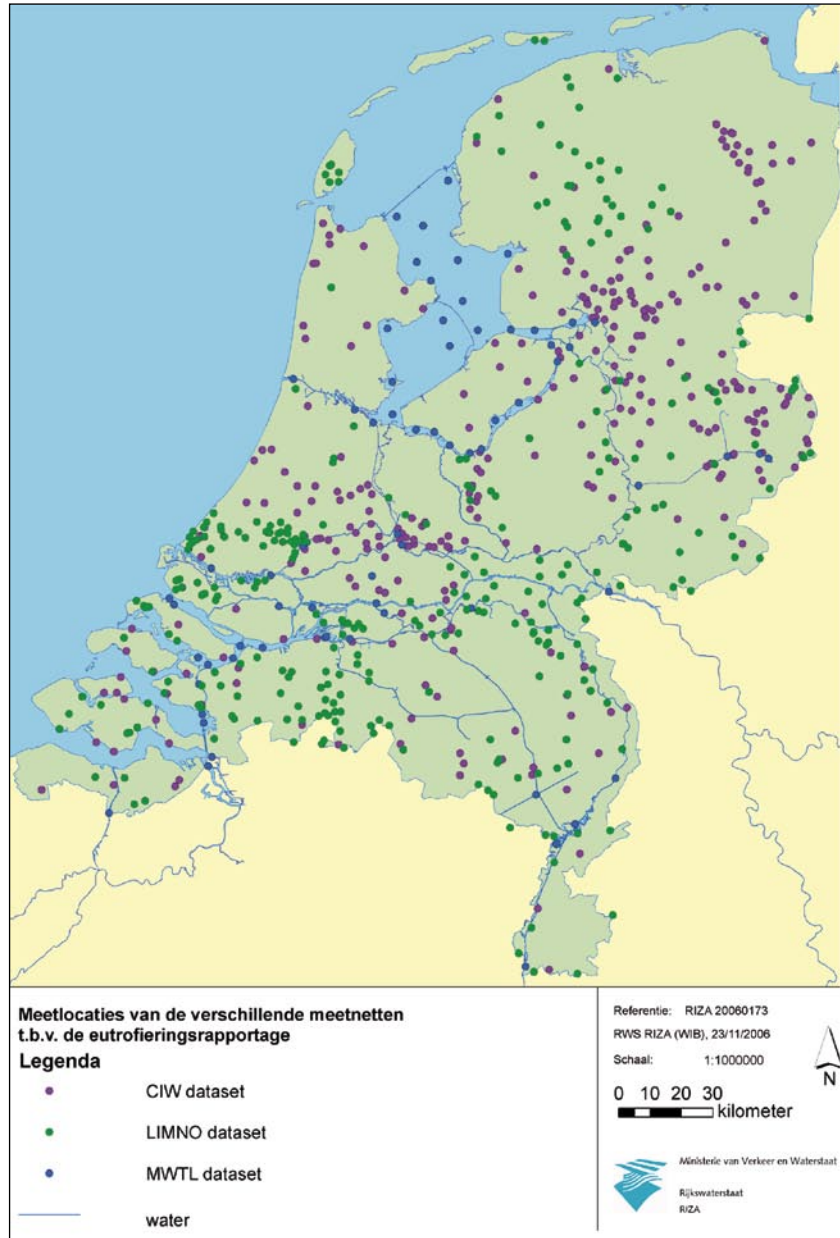 Meetlocaties van de verschillende meetnetten
t.b.v. de eutrofieringsrapportage
Legenda
CIW dataset
LIMNO dataset
MWTL dataset
water
Referentie: RIZA 20060173
RWS RIZA (WIB), 23/11/2006
Schaal: 1:1000000
N
0 10 20 30
kilometer
Ministerie van Verkeer en Waterstaat
Rijkswaterstaat
RIZA